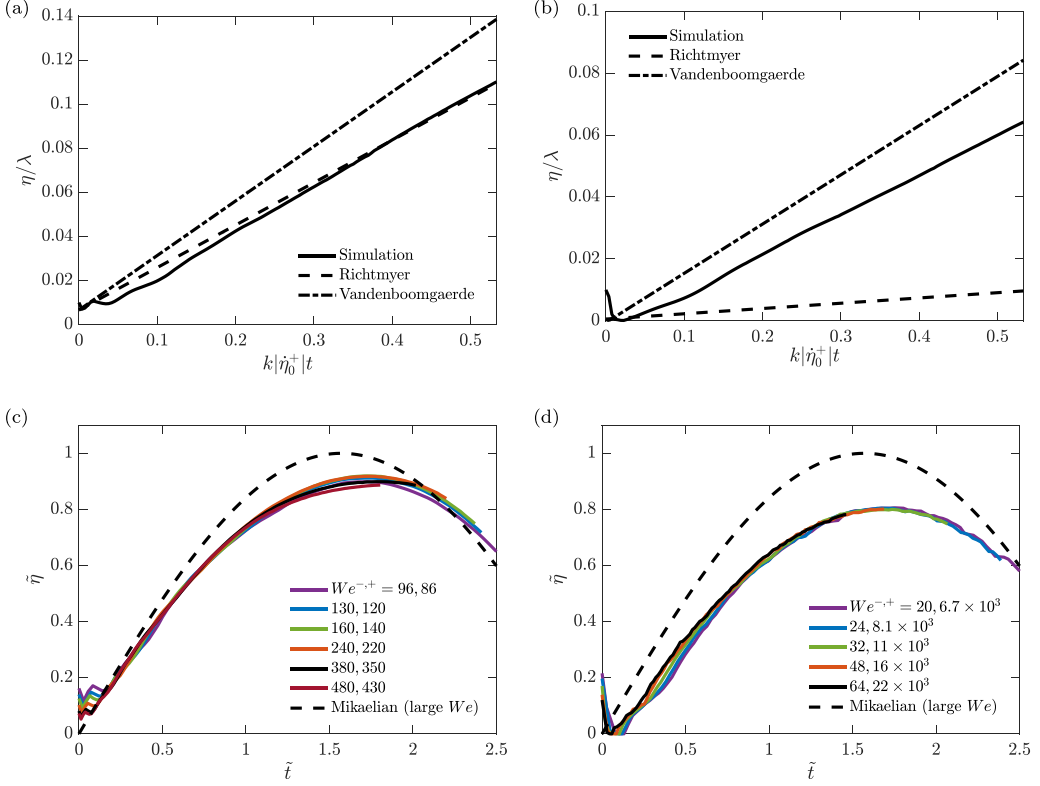 (a)
0.14
0.12
0.1
0.08
0.06
0.04
0.02
0
η/λ
Simulation
Richtmyer
Vandenboomgaerde
0 0.1 0.2 0.3 0.4 0.5
k|η̇₀⁺|t
(b)
0.1
0.08
0.06
0.04
0.02
0
η/λ
Simulation
Richtmyer
Vandenboomgaerde
0 0.1 0.2 0.3 0.4 0.5
k|η̇₀⁺|t
(c)
1
0.8
0.6
0.4
0.2
0
η̃
We⁻,⁺ = 96, 86
130, 120
160, 140
240, 220
380, 350
480, 430
Mikaelian (large We)
0 0.5 1 1.5 2 2.5
t̃
(d)
1
0.8
0.6
0.4
0.2
0
η̃
We⁻,⁺ = 20, 6.7 × 10³
24, 8.1 × 10³
32, 11 × 10³
48, 16 × 10³
64, 22 × 10³
Mikaelian (large We)
0 0.5 1 1.5 2 2.5
t̃